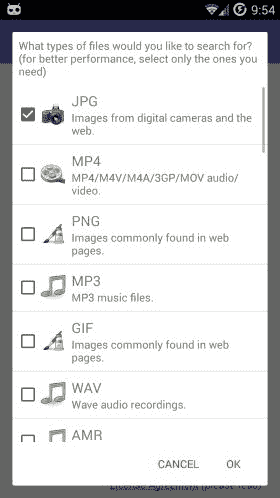 9:54
What types of files would you like to search for?
(for better performance, select only the ones you
need)
JPG
Images from digital cameras and the
web.
MP4
MP4/M4V/M4A/3GP/MOV audio/
video.
PNG
Images commonly found in web
pages.
MP3
MP3 music files.
GIF
Images commonly found in web
pages.
WAV
Wave audio recordings.
AMR
CANCEL OK
(please read)